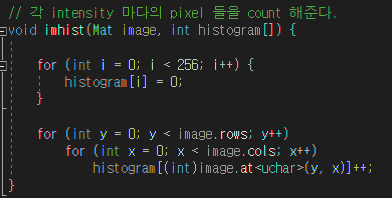 // 각 intensity 마다의 pixel 들을 count 해준다.
void imhist(Mat image, int histogram[]) {
for (int i = 0; i < 256; i++) {
histogram[i] = 0;
}
for (int y = 0; y < image.rows; y++)
for (int x = 0; x < image.cols; x++)
histogram[(int)image.at<uchar>(y, x)]++;
}